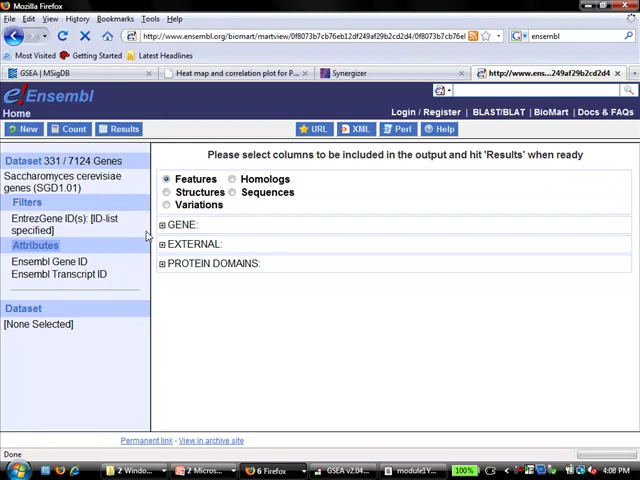 Mozilla Firefox
File Edit View History Bookmarks Tools Help
http://www.ensembl.org/biomart/martview/0f8073b7cb76eb12df249af29b2cd2d4/0f8073b7cb76
ensembl
Most Visited Getting Started Latest Headlines
GSEA | MSigDB
Heat map and correlation plot for P...
Synergizer
http://www.ens...249af29b2cd2d4
e!Ensembl
Home
Login / Register | BLAST/BLAT | BioMart | Docs & FAQs
New Count Results URL XML Perl Help
Dataset 331 / 7124 Genes
Saccharomyces cerevisiae
genes (SGD1.01)
Filters
EntrezGene ID(s): [ID-list
specified]
Attributes
Ensembl Gene ID
Ensembl Transcript ID
Dataset
[None Selected]
Please select columns to be included in the output and hit 'Results' when ready
Features Homologs
Structures Sequences
Variations
GENE:
EXTERNAL:
PROTEIN DOMAINS:
Permanent link - View in archive site
Done
2 Windo...
2 Micros...
6 Firefox
GSEA v2.04...
module1Y...
100%
4:08 PM